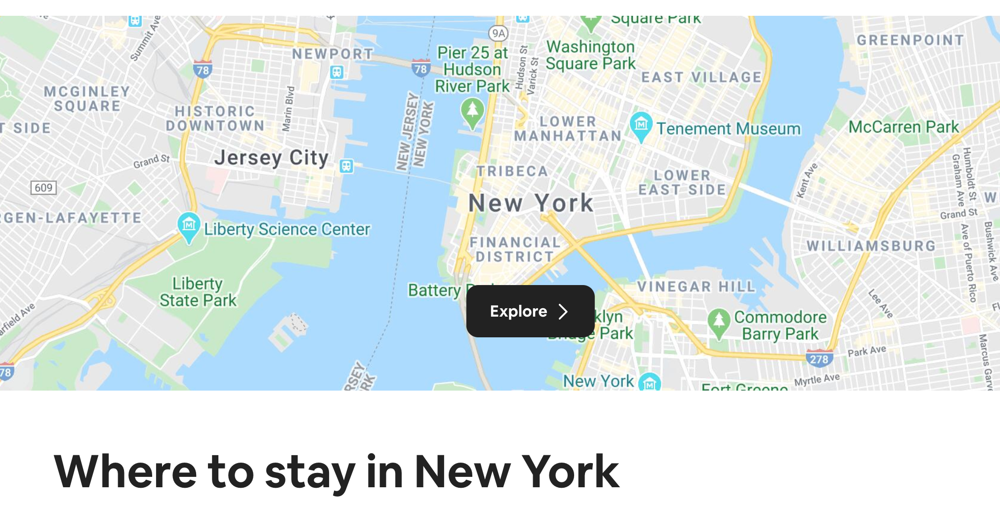 Square Park
Summit Ave
9A
GREENPOINT
NEWPORT
Pier 25 at
Hudson
River Park
Hudson St
Varick St
Washington
Square Park
78
78
EAST VILLAGE
MCGINLEY
SQUARE
Marin Blvd
HISTORIC
DOWNTOWN
NEW JERSEY
NEW YORK
LOWER
MANHATTAN
Tenement Museum
McCarren Park
T SIDE
Grand St
Jersey City
TRIBECA
LOWER
EAST SIDE
Kent Ave
Humboldt St
Graham Ave
609
New York
W
RGEN-LAFAYETTE
Liberty Science Center
Grand St
FINANCIAL
DISTRICT
WILLIAMSBURG
Ave of Puerto Rico
Bushwick Ave
Liberty
State Park
Battery
VINEGAR HILL
Lee Ave
arfield Ave
Explore
klyn
Park
Commodore
Barry Park
78
278
Park Ave
Marcus Garv
RSEY
RK
New York
Myrtle Ave
Fort Greene
Where to stay in New York